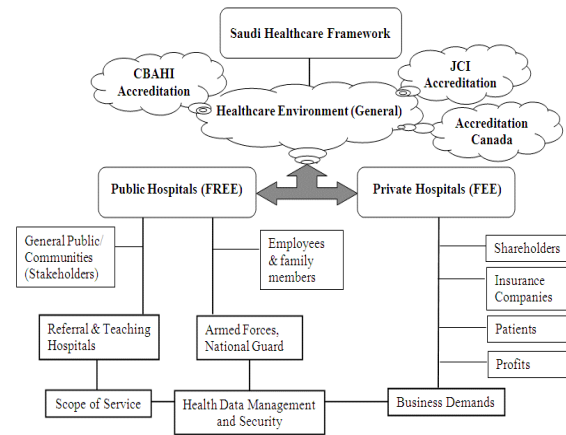 Saudi Healthcare Framework
CBAHI
Accreditation
JCI
Accreditation
Healthcare Environment (General)
Accreditation
Canada
Public Hospitals (FREE)
Private Hospitals (FEE)
General Public/
Communities
(Stakeholders)
Employees
& family
members
Shareholders
Insurance
Companies
Patients
Profits
Referral & Teaching
Hospitals
Armed Forces,
National Guard
Scope of Service
Health Data Management
and Security
Business Demands